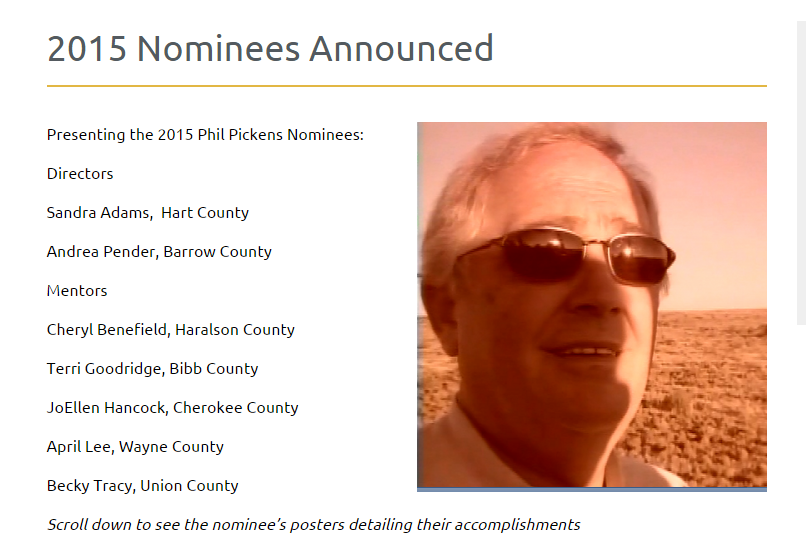 2015 Nominees Announced
Presenting the 2015 Phil Pickens Nominees:
Directors
Sandra Adams,  Hart County
Andrea Pender, Barrow County
Mentors
Cheryl Benefield, Haralson County
Terri Goodridge, Bibb County
JoEllen Hancock, Cherokee County
April Lee, Wayne County
Becky Tracy, Union County
Scroll down to see the nominee’s posters detailing their accomplishments